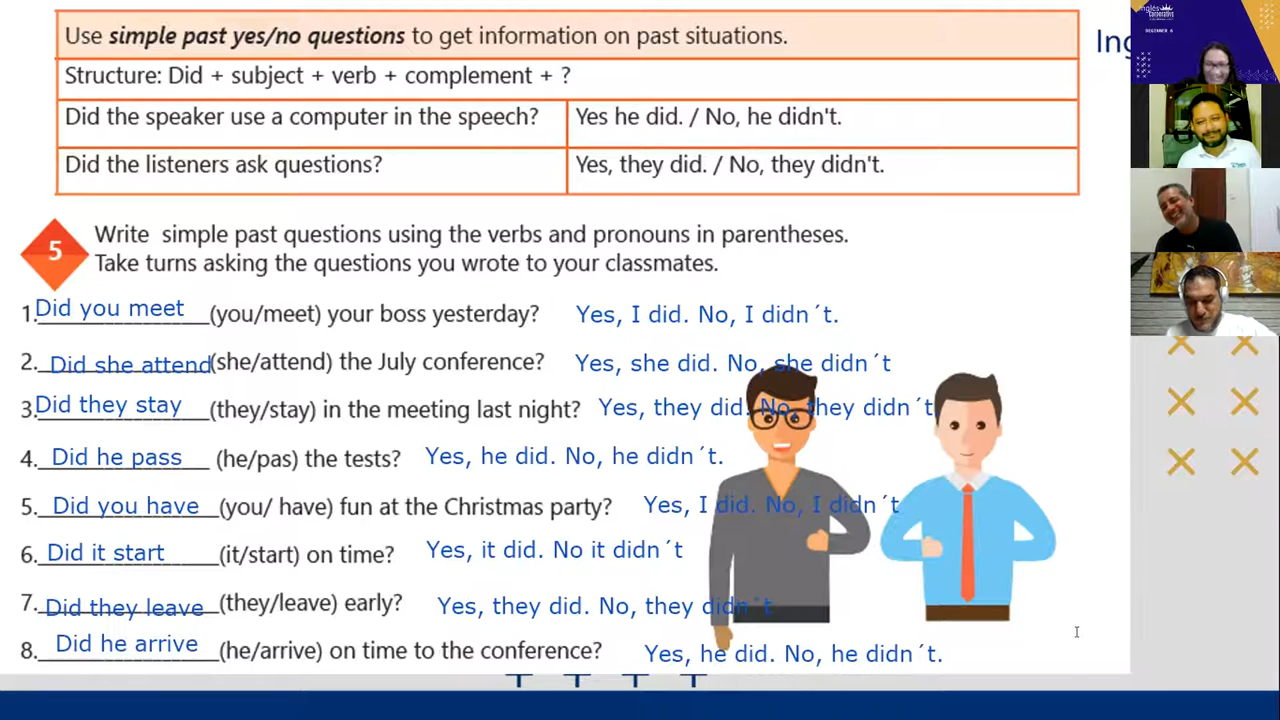 Use simple past yes/no questions to get information on past situations.
Structure: Did + subject + verb + complement + ?
Did the speaker use a computer in the speech? Yes he did. / No, he didn't.
Did the listeners ask questions? Yes, they did. / No, they didn't.
5 Write simple past questions using the verbs and pronouns in parentheses.
Take turns asking the questions you wrote to your classmates.
1. Did you meet (you/meet) your boss yesterday? Yes, I did. No, I didn´t.
2. Did she attend (she/attend) the July conference? Yes, she did. No, she didn´t
3. Did they stay (they/stay) in the meeting last night? Yes, they did. No, they didn´t
4. Did he pass (he/pas) the tests? Yes, he did. No, he didn´t.
5. Did you have (you/ have) fun at the Christmas party? Yes, I did. No, I didn´t
6. Did it start (it/start) on time? Yes, it did. No it didn´t
7. Did they leave (they/leave) early? Yes, they did. No, they didn´t
8. Did he arrive (he/arrive) on time to the conference? Yes, he did. No, he didn´t.
Ing
Inglés
Corporativo
BEGINNER 6